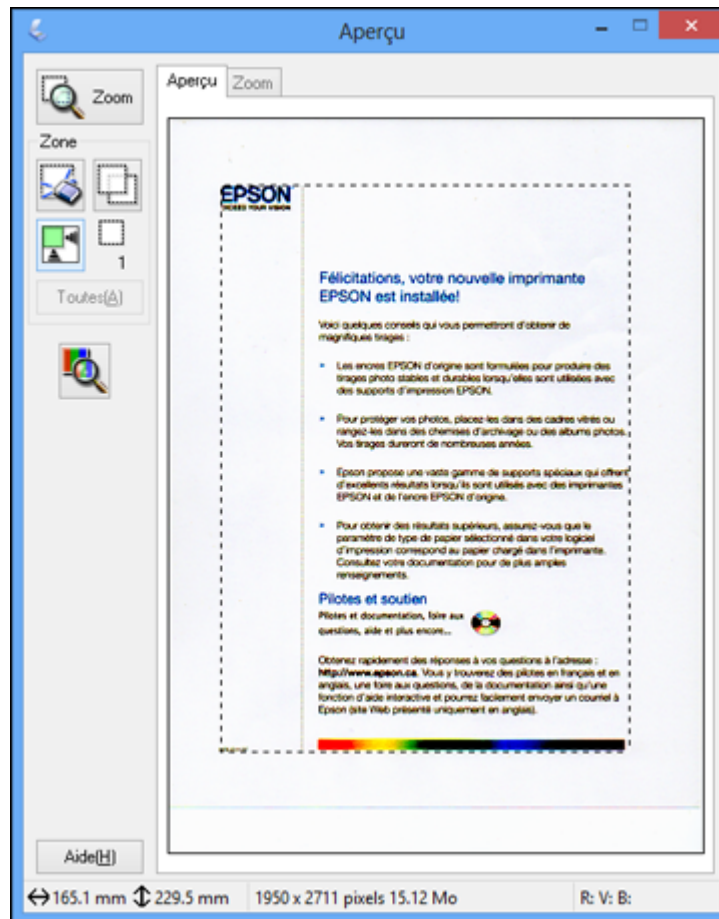 Aperçu
Zoom
Aperçu
Zoom
Zone
1
Toutes(A)
EPSON
EXCEED YOUR VISION
Félicitations, votre nouvelle imprimante
EPSON est installée!
Voici quelques conseils qui vous permettront d'obtenir de
magnifiques tirages :
Les encres EPSON d'origine sont formulées pour produire des
tirages photo stables et durables lorsqu'elles sont utilisées avec
des supports d'impression EPSON.
Pour protéger vos photos, placez-les dans des cadres vitrés ou
rangez-les dans des chemises d'archivage ou des albums photos.
Vos tirages dureront de nombreuses années.
Epson propose une vaste gamme de supports spéciaux qui offrent
d'excellents résultats lorsqu'ils sont utilisés avec des imprimantes
EPSON et de l'encre EPSON d'origine.
Pour obtenir des résultats supérieurs, assurez-vous que le
paramètre de type de papier sélectionné dans votre logiciel
d'impression correspond au papier chargé dans l'imprimante.
Consultez votre documentation pour de plus amples
renseignements.
Pilotes et soutien
Pilotes et documentation, foire aux
questions, aide et plus encore...
Obtenez rapidement des réponses à vos questions à l'adresse :
http://www.epson.ca. Vous y trouverez des pilotes en français et en
anglais, une foire aux questions, de la documentation ainsi qu'une
fonction d'aide interactive et pourrez facilement envoyer un courriel à
Epson (site Web présenté uniquement en anglais).
Aide(H)
165.1 mm 229.5 mm 1950 x 2711 pixels 15.12 Mo R: V: B: